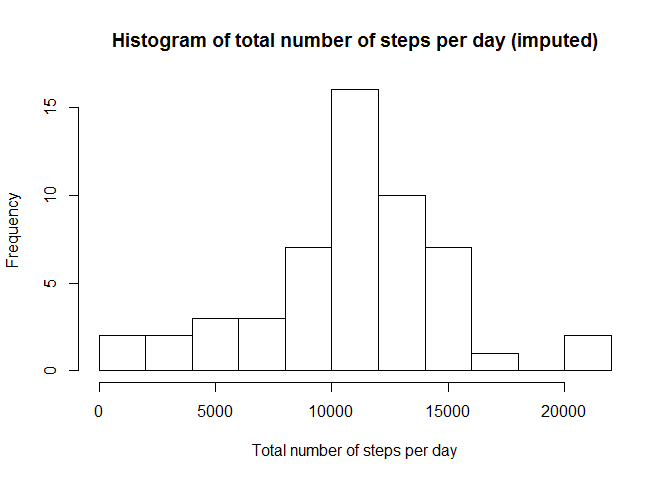 Histogram of total number of steps per day (imputed)
Frequency
15
10
5
0
0 5000 10000 15000 20000
Total number of steps per day